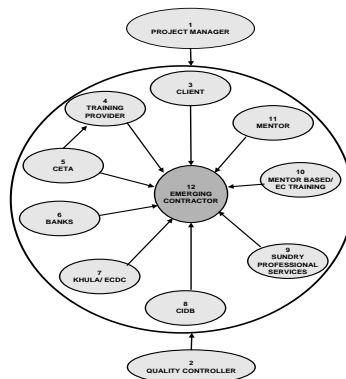 1
PROJECT MANAGER
3
CLIENT
4
TRAINING
PROVIDER
11
MENTOR
5
CETA
10
MENTOR BASED/
EC TRAINING
12
EMERGING
CONTRACTOR
6
BANKS
9
SUNDRY
PROFESSIONAL
SERVICES
7
KHULA/ ECDC
8
CIDB
2
QUALITY CONTROLLER